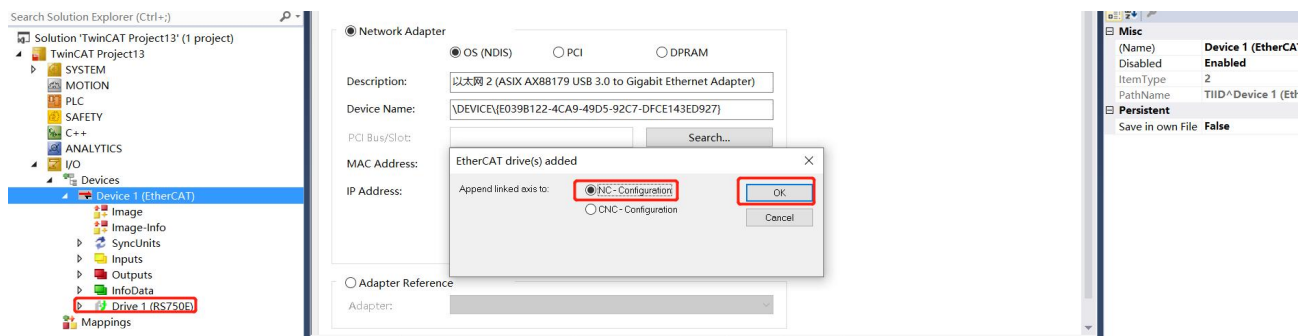 Search Solution Explorer (Ctrl+;)
Solution 'TwinCAT Project13' (1 project)
TwinCAT Project13
SYSTEM
MOTION
PLC
SAFETY
C++
ANALYTICS
I/O
Devices
Device 1 (EtherCAT)
Image
Image-Info
SyncUnits
Inputs
Outputs
InfoData
Drive 1 (RS750E)
Mappings
Network Adapter
OS (NDIS) PCI DPRAM
Description: 以太网 2 (ASIX AX88179 USB 3.0 to Gigabit Ethernet Adapter)
Device Name: \DEVICE\{E039B122-4CA9-49D5-92C7-DFCE143ED927}
PCI Bus/Slot: Search...
MAC Address:
IP Address:
EtherCAT drive(s) added
Append linked axis to: NC - Configuration OK
CNC - Configuration Cancel
Adapter Reference
Adapter:
Misc
(Name) Device 1 (EtherCA
Disabled Enabled
ItemType 2
PathName TIID^Device 1 (Eth
Persistent
Save in own File False